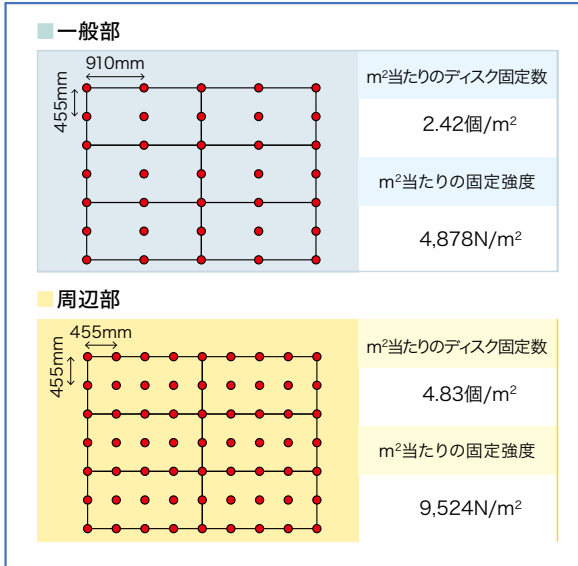 一般部
910mm
455mm
m²当たりのディスク固定数
2.42個/m²
m²当たりの固定強度
4,878N/m²
周辺部
455mm
455mm
m²当たりのディスク固定数
4.83個/m²
m²当たりの固定強度
9,524N/m²